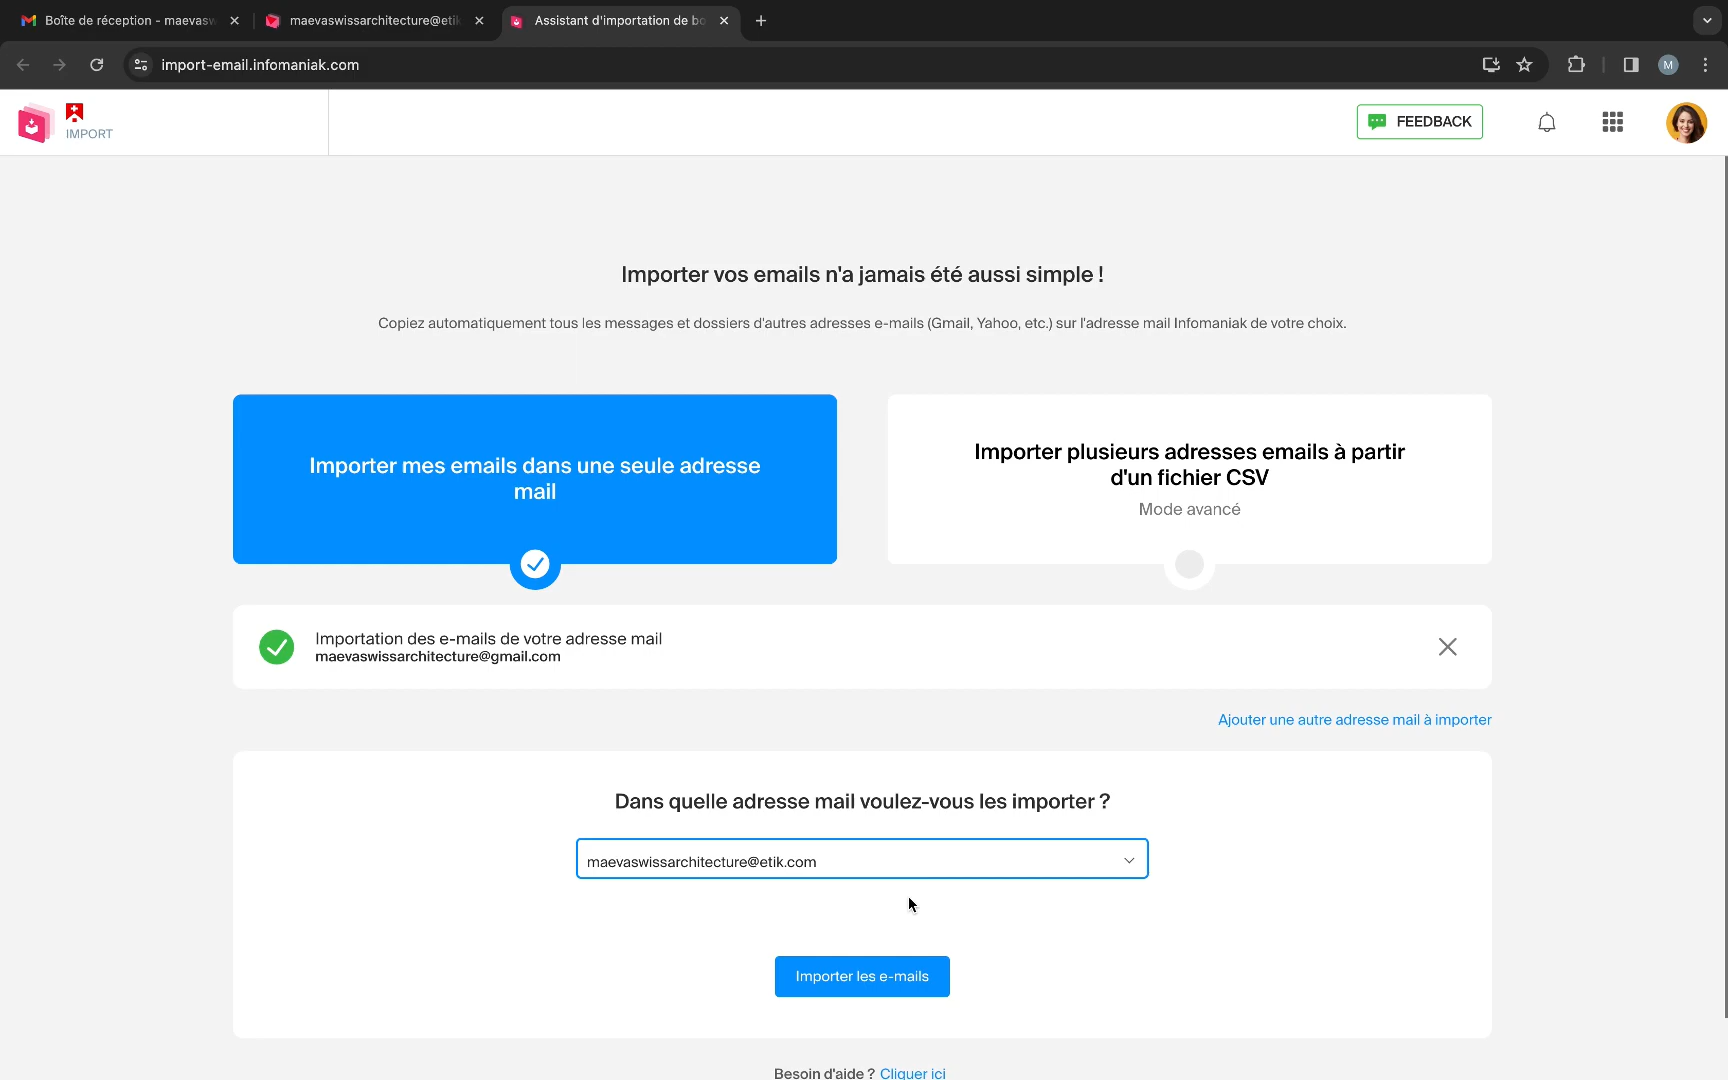 Boîte de réception - maevasw
maevaswissarchitecture@etik
Assistant d'importation de bo
import-email.infomaniak.com
M
IMPORT
FEEDBACK
Importer vos emails n'a jamais été aussi simple !
Copiez automatiquement tous les messages et dossiers d'autres adresses e-mails (Gmail, Yahoo, etc.) sur l'adresse mail Infomaniak de votre choix.
Importer mes emails dans une seule adresse
mail
Importer plusieurs adresses emails à partir
d'un fichier CSV
Mode avancé
Importation des e-mails de votre adresse mail
maevaswissarchitecture@gmail.com
Ajouter une autre adresse mail à importer
Dans quelle adresse mail voulez-vous les importer ?
maevaswissarchitecture@etik.com
Importer les e-mails
Besoin d'aide ? Cliquer ici